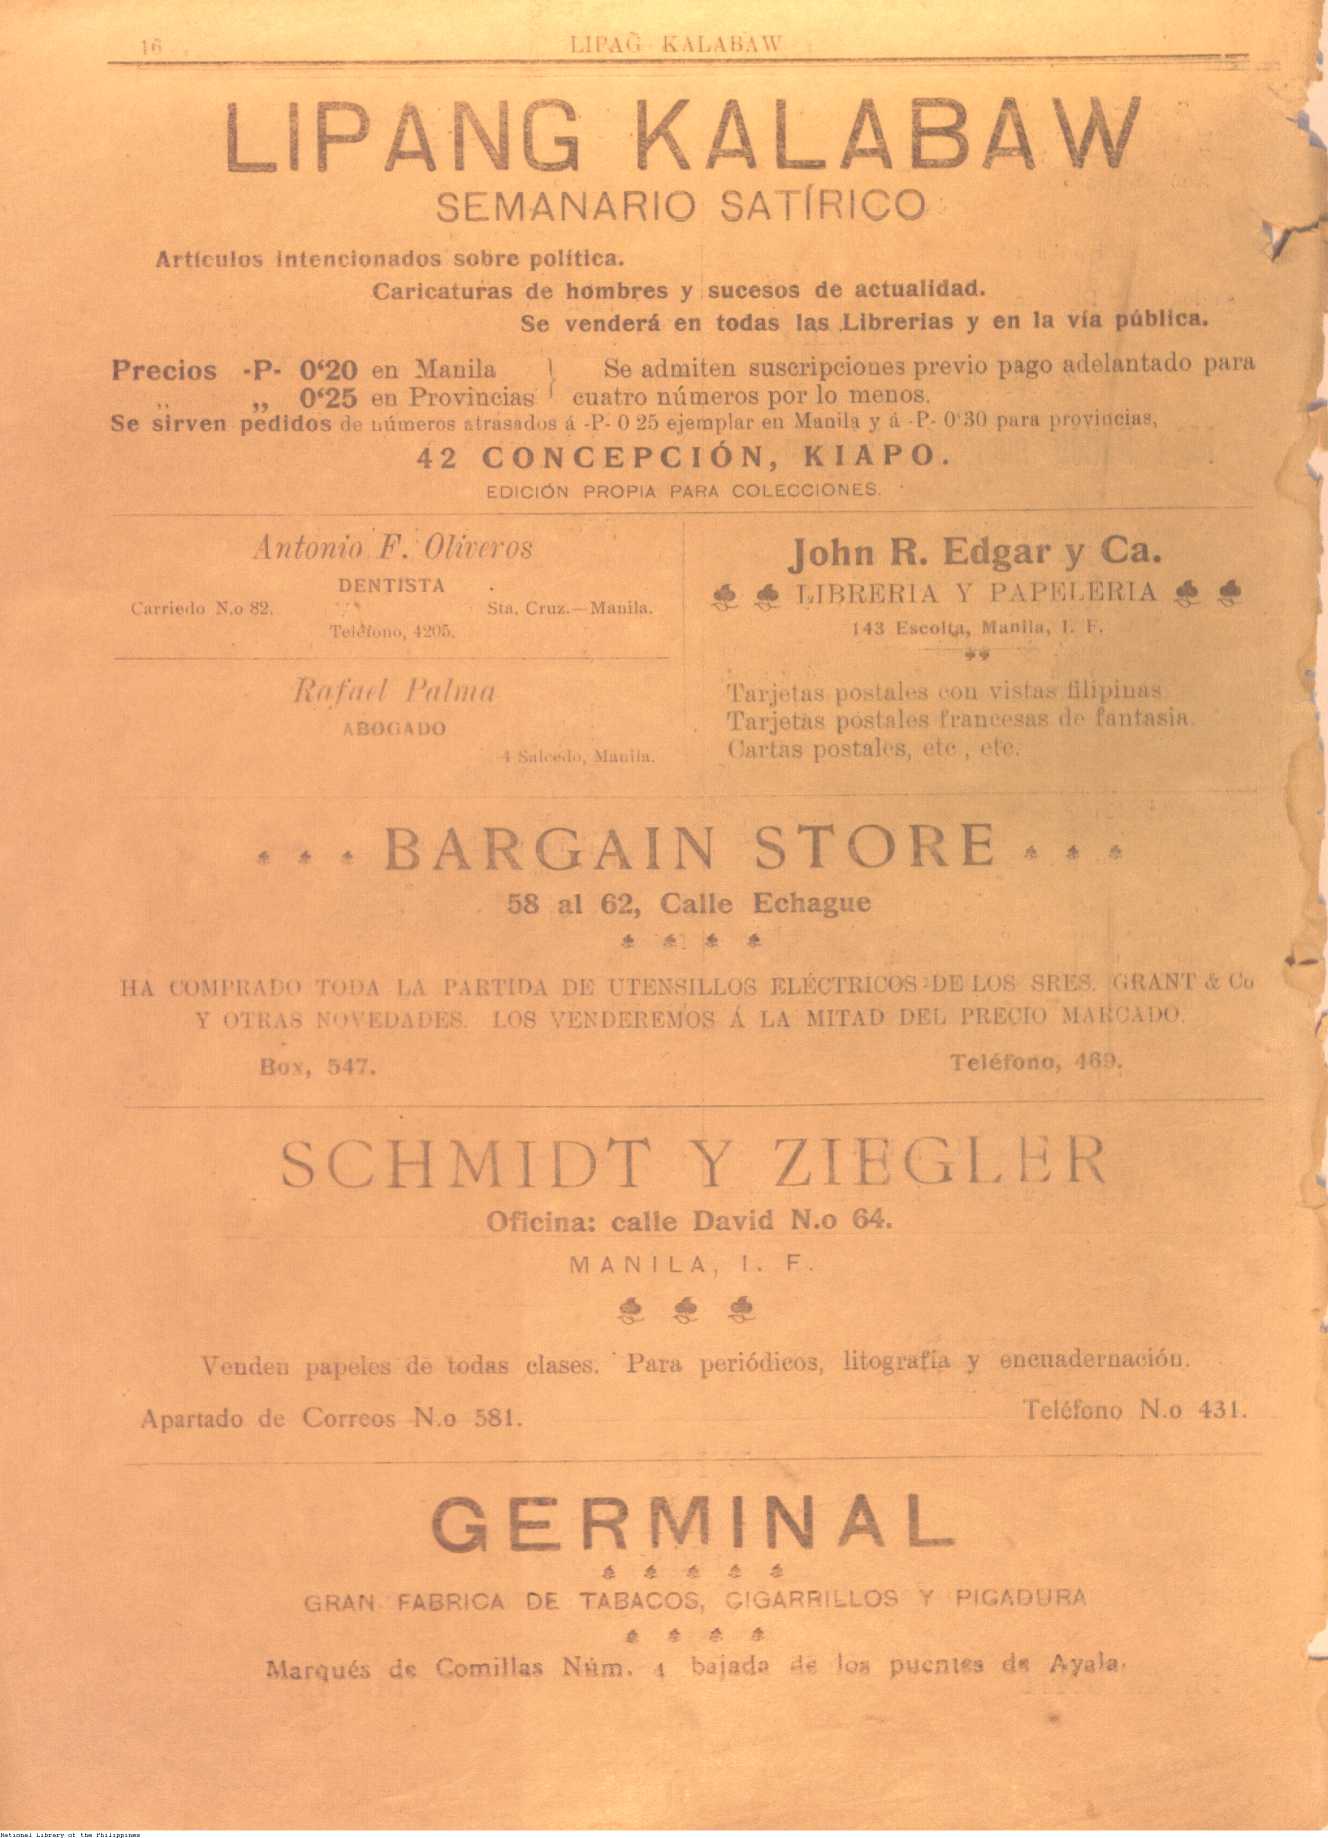 16
LIPAG̃ KALABAW
LIPANG KALABAW
SEMANARIO SATÍRICO
Artículos intencionados sobre política.
Caricaturas de hombres y sucesos de actualidad.
Se venderá en todas las Librerias y en la vía pública.
Precios -P- 0‘20 en Manila
,, ,, 0‘25 en Provincias
Se admiten suscripciones previo pago adelantado para
cuatro números por lo menos.
Se sirven pedidos de números atrasados á -P- 0 25 ejemplar en Manila y á -P- 0‘30 para provincias,
42 CONCEPCIÓN, KIAPO.
EDICIÓN PROPIA PARA COLECCIONES.
Antonio F. Oliveros
DENTISTA
Carriedo N.o 82. Sta. Cruz.—Manila.
Teléfono, 4205.
Rafael Palma
ABOGADO
4 Salcedo, Manila.
John R. Edgar y Ca.
LIBRERIA Y PAPELERIA
143 Escolta, Manila, I. F.
Tarjetas postales con vistas filipinas
Tarjetas postales francesas de fantasia.
Cartas postales, etc , etc.
BARGAIN STORE
58 al 62, Calle Echague
HA COMPRADO TODA LA PARTIDA DE UTENSILLOS ELÉCTRICOS DE LOS SRES. GRANT & Co
Y OTRAS NOVEDADES. LOS VENDEREMOS Á LA MITAD DEL PRECIO MARCADO.
Box, 547. Teléfono, 469.
SCHMIDT Y ZIEGLER
Oficina: calle David N.o 64.
MANILA, I. F.
Venden papeles de todas clases. Para periódicos, litografía y encuadernación.
Apartado de Correos N.o 581. Teléfono N.o 431.
GERMINAL
GRAN FABRICA DE TABACOS, CIGARRILLOS Y PICADURA
Marqués de Comillas Núm. 4 bajada de los puentes de Ayala.
National Library of the Philippines